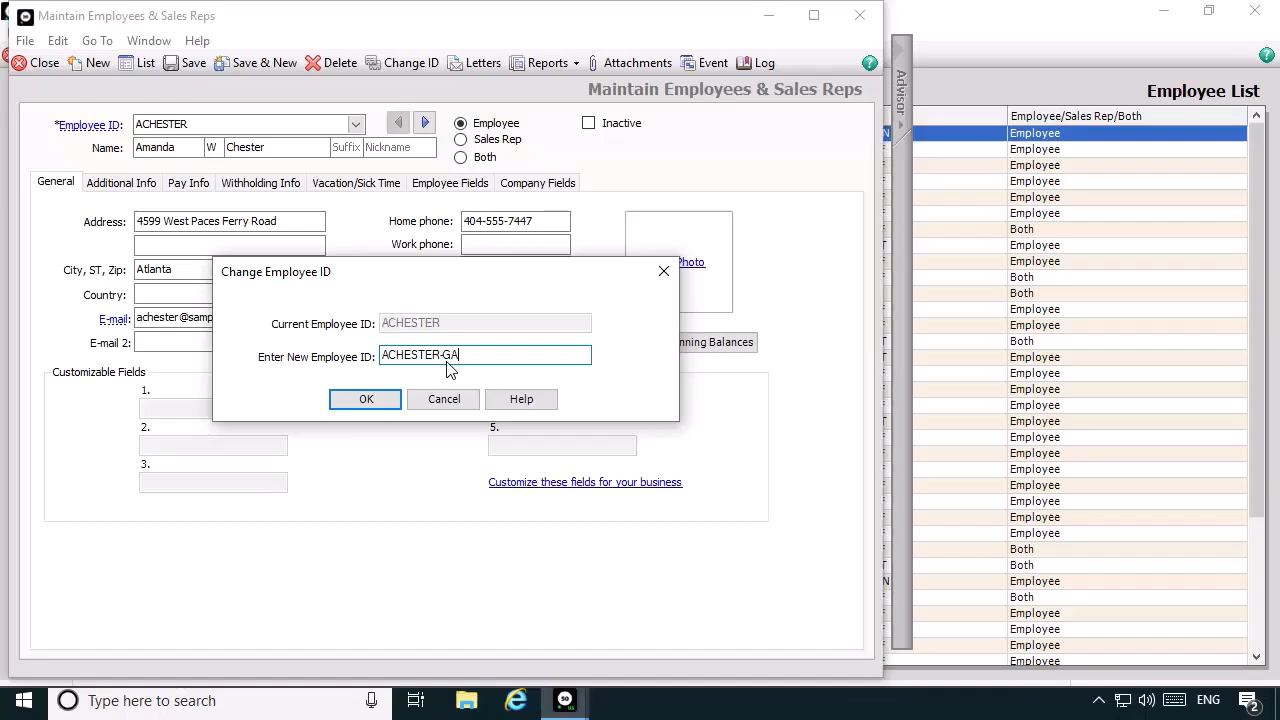 Maintain Employees & Sales Reps
File Edit Go To Window Help
Close New List Save Save & New Delete Change ID Letters Reports Attachments Event Log
Maintain Employees & Sales Reps
*Employee ID: ACHESTER
Employee
Inactive
Name: Amanda W Chester Suffix Nickname
Sales Rep
Both
General Additional Info Pay Info Withholding Info Vacation/Sick Time Employee Fields Company Fields
Address: 4599 West Paces Ferry Road
Home phone: 404-555-7447
Work phone:
City, ST, Zip: Atlanta
Photo
Country:
E-mail: achester@samp
E-mail 2:
nning Balances
Customizable Fields
1.
2.
5.
3.
Customize these fields for your business
Change Employee ID
Current Employee ID: ACHESTER
Enter New Employee ID: ACHESTER-GA
OK Cancel Help
Advisor
Employee List
Employee/Sales Rep/Both
Employee
Employee
Employee
Employee
Employee
Employee
Both
Employee
Employee
Both
Both
Employee
Employee
Both
Employee
Employee
Employee
Employee
Employee
Employee
Employee
Employee
Employee
Employee
Employee
Employee
Both
Both
Employee
Both
Employee
Employee
Employee
Employee
Type here to search
ENG
2